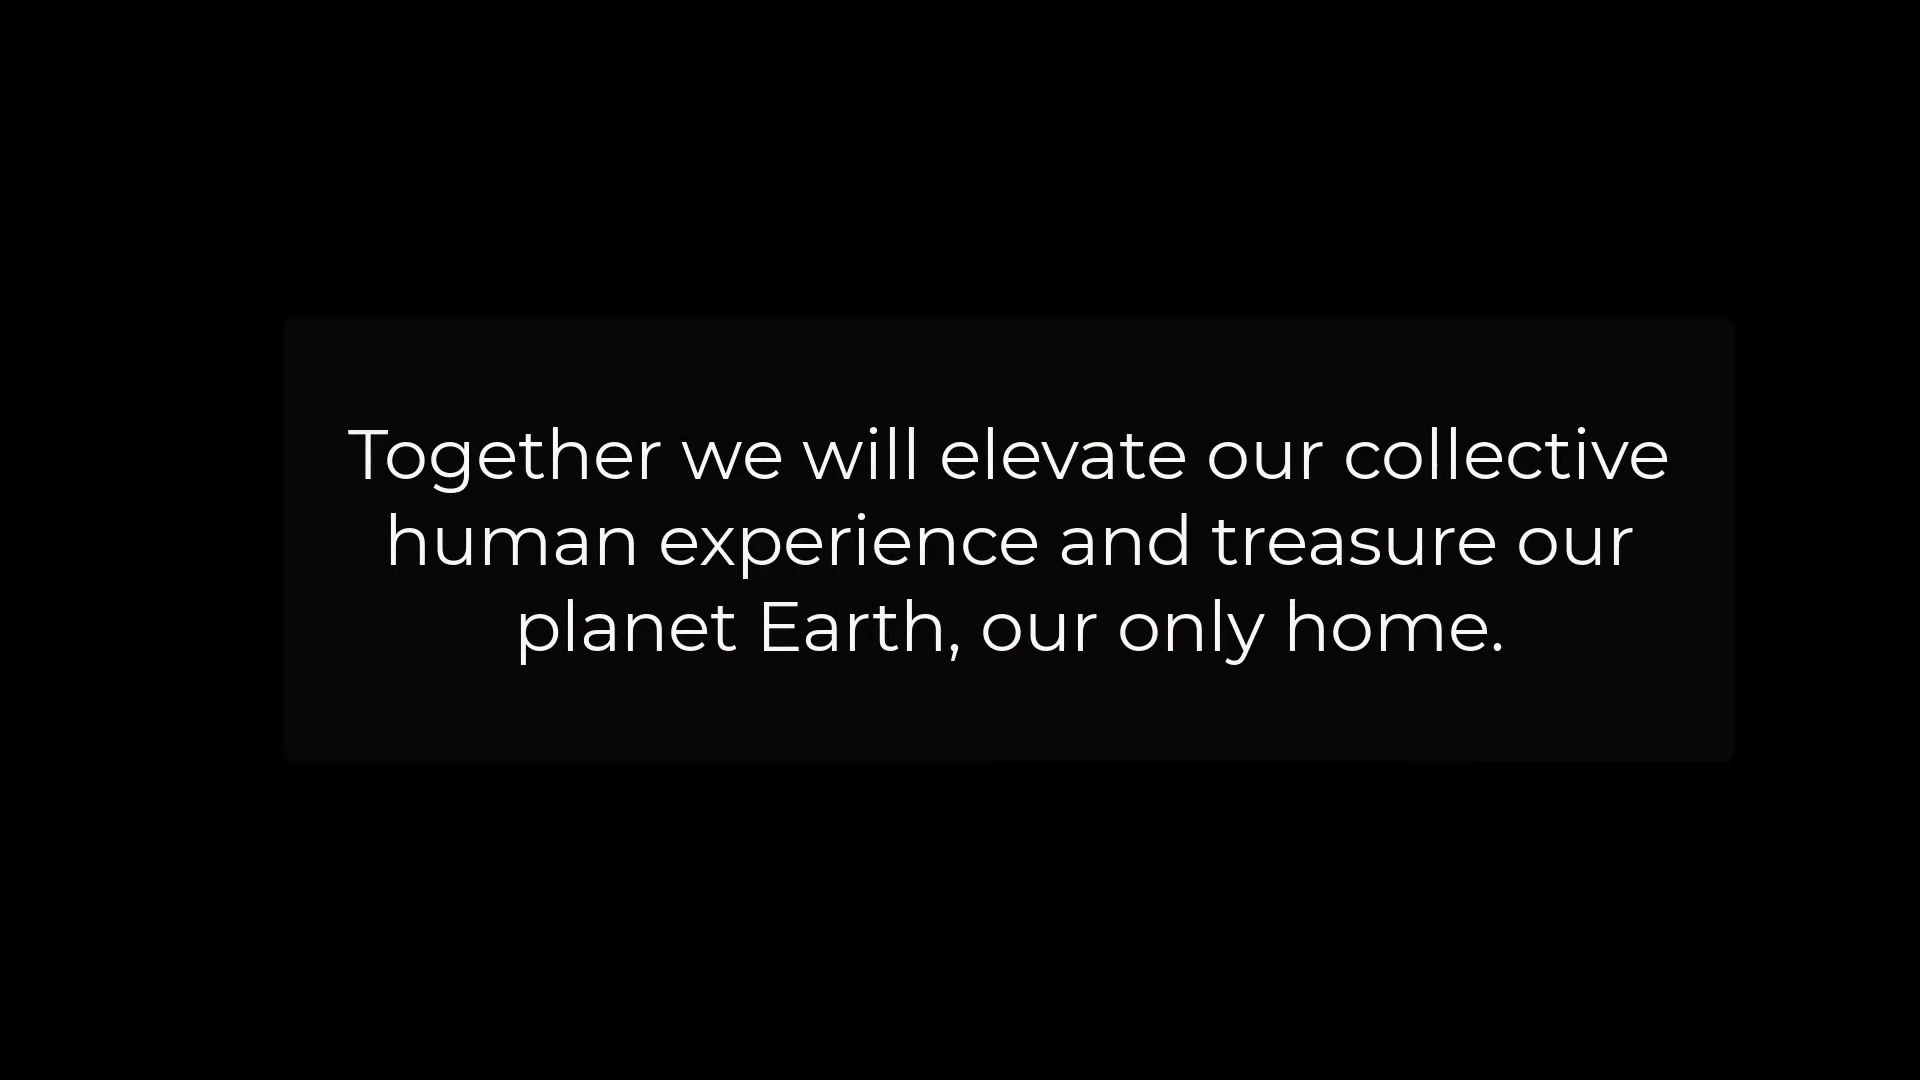 Together we will elevate our collective
human experience and treasure our
planet Earth, our only home.